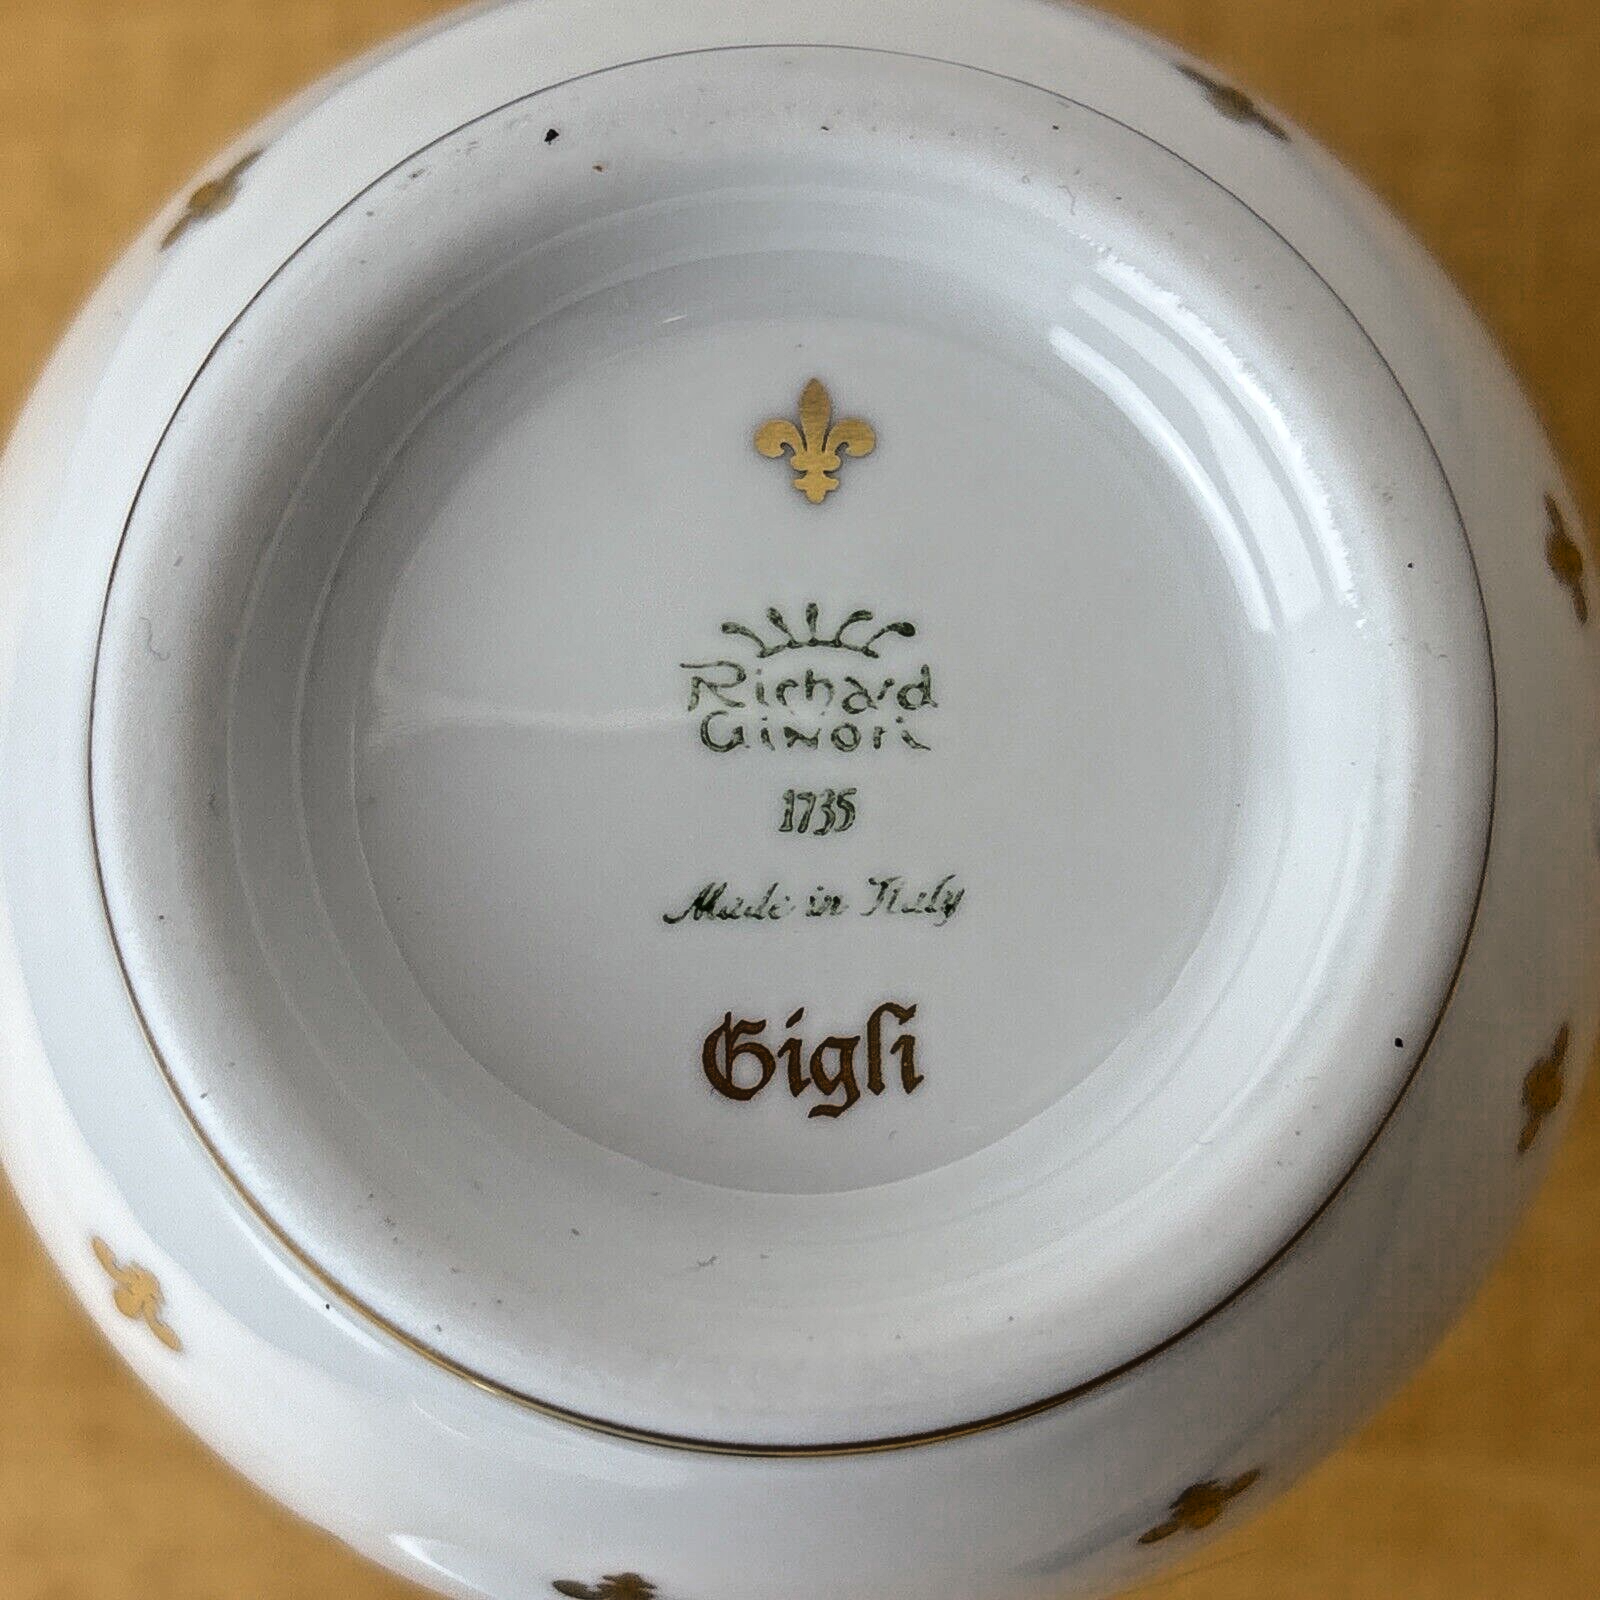 Richard
Ginori
1735
Made in Italy
Gigli